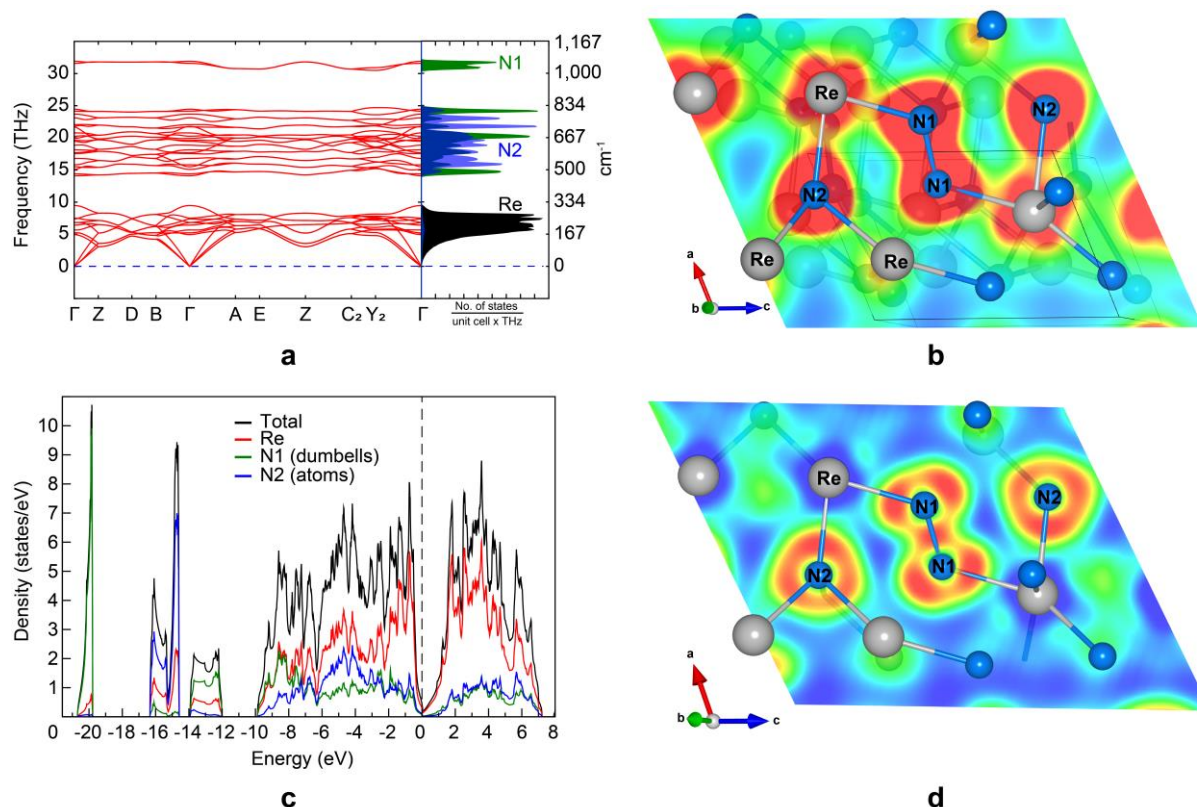 1,167
30
N1
1,000
25
834
20
667
N2
15
500
10
Re
334
5
167
0
0
Frequency (THz)
cm⁻¹
Γ Z D B Γ A E Z C₂ Y₂ Γ
No. of states
unit cell x THz
a
Re
N1
N2
N1
N2
Re
Re
a
b
c
b
10
9
8
7
6
5
4
3
2
1
Density (states/eV)
Total
Re
N1 (dumbells)
N2 (atoms)
0 -20 -18 -16 -14 -12 -10 -8 -6 -4 -2 0 2 4 6 8
Energy (eV)
c
Re
N1
N2
N1
N2
a
b
c
d